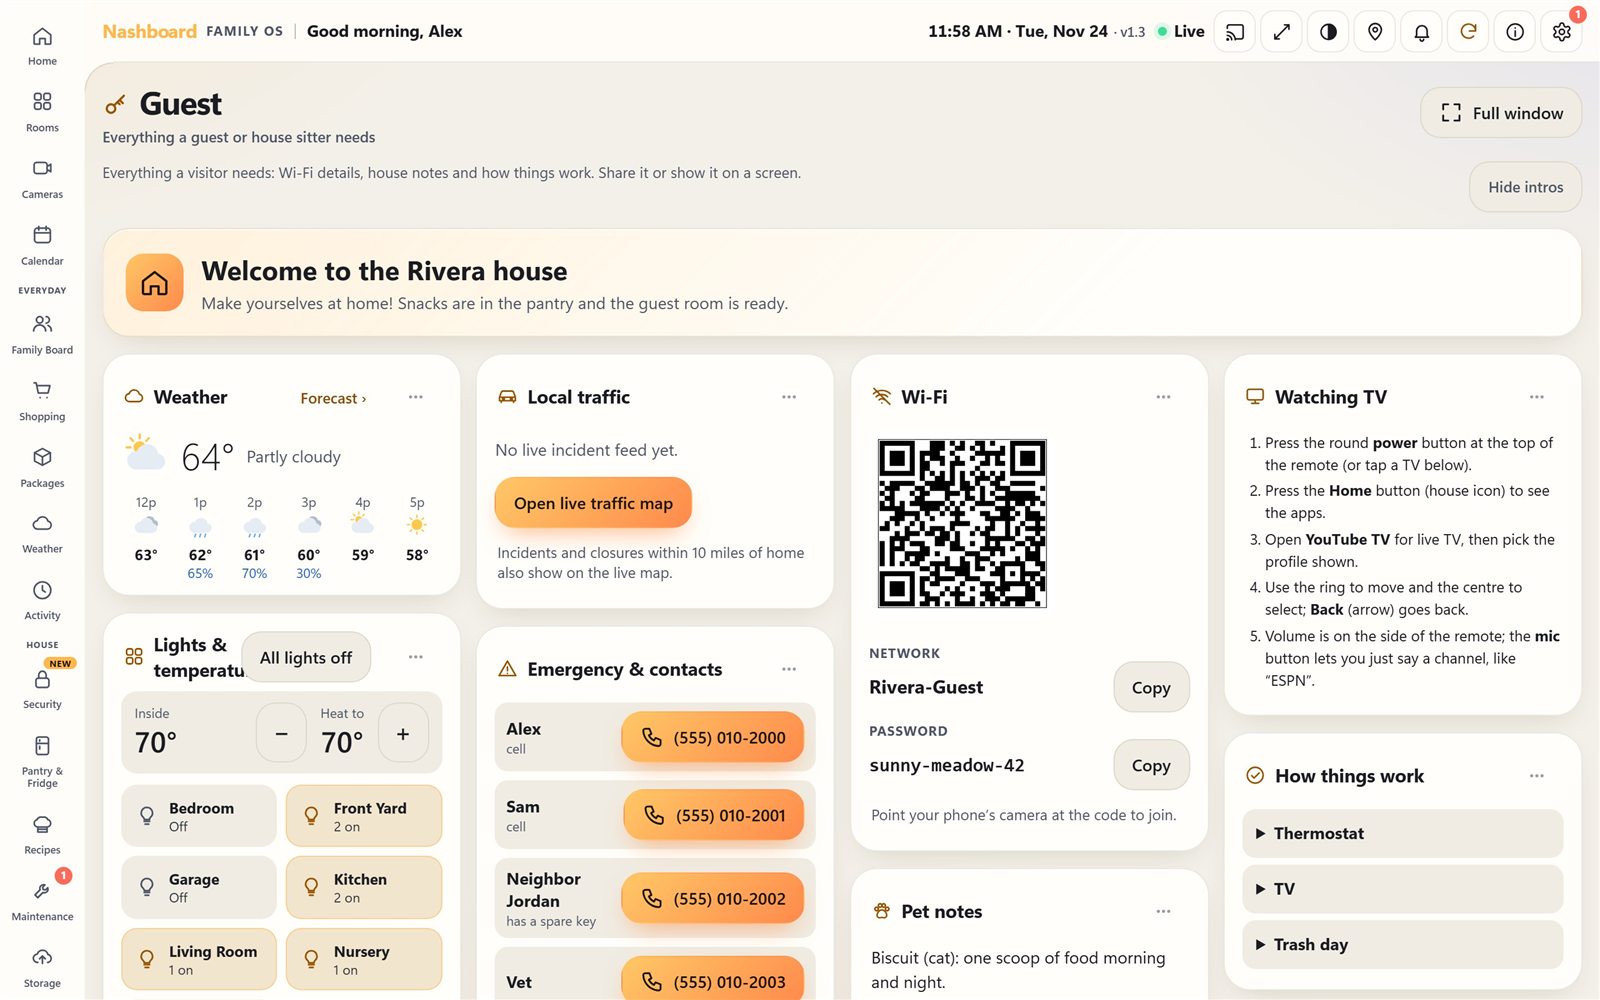 Nashboard FAMILY OS
Good morning, Alex
11:58 AM · Tue, Nov 24 · v1.3
Live
1
Home
Rooms
Cameras
Calendar
EVERYDAY
Family Board
Shopping
Packages
Weather
Activity
HOUSE
NEW
Security
Pantry &
Fridge
Recipes
1
Maintenance
Storage
Guest
Everything a guest or house sitter needs
Everything a visitor needs: Wi-Fi details, house notes and how things work. Share it or show it on a screen.
Full window
Hide intros
Welcome to the Rivera house
Make yourselves at home! Snacks are in the pantry and the guest room is ready.
Weather
Forecast ›
64° Partly cloudy
12p 1p 2p 3p 4p 5p
63° 62° 61° 60° 59° 58°
65% 70% 30%
Lights &
temperatu
All lights off
Inside
70°
−
Heat to
70°
+
Bedroom
Off
Front Yard
2 on
Garage
Off
Kitchen
2 on
Living Room
1 on
Nursery
1 on
Local traffic
No live incident feed yet.
Open live traffic map
Incidents and closures within 10 miles of home
also show on the live map.
Emergency & contacts
Alex
cell
(555) 010-2000
Sam
cell
(555) 010-2001
Neighbor
Jordan
has a spare key
(555) 010-2002
Vet
(555) 010-2003
Wi-Fi
NETWORK
Rivera-Guest
Copy
PASSWORD
sunny-meadow-42
Copy
Point your phone's camera at the code to join.
Pet notes
Biscuit (cat): one scoop of food morning
and night.
Watching TV
1. Press the round power button at the top of
the remote (or tap a TV below).
2. Press the Home button (house icon) to see
the apps.
3. Open YouTube TV for live TV, then pick the
profile shown.
4. Use the ring to move and the centre to
select; Back (arrow) goes back.
5. Volume is on the side of the remote; the mic
button lets you just say a channel, like
“ESPN”.
How things work
Thermostat
TV
Trash day